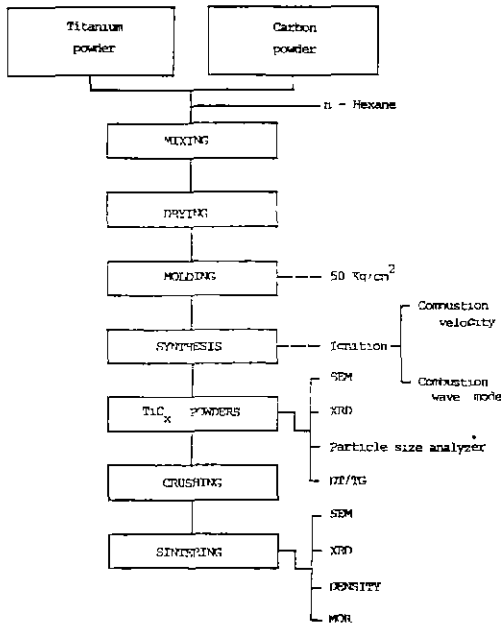 Titanium
powder
Carbon
powder
n - Hexane
MIXING
DRYING
MOLDING
50 Kg/cm²
SYNTHESIS
Ignition
Combustion
velocity
Combustion
wave mode
TiCx POWDERS
SEM
XRD
Particle size analyzer
DT/TG
CRUSHING
SINTERING
SEM
XRD
DENSITY
MOR